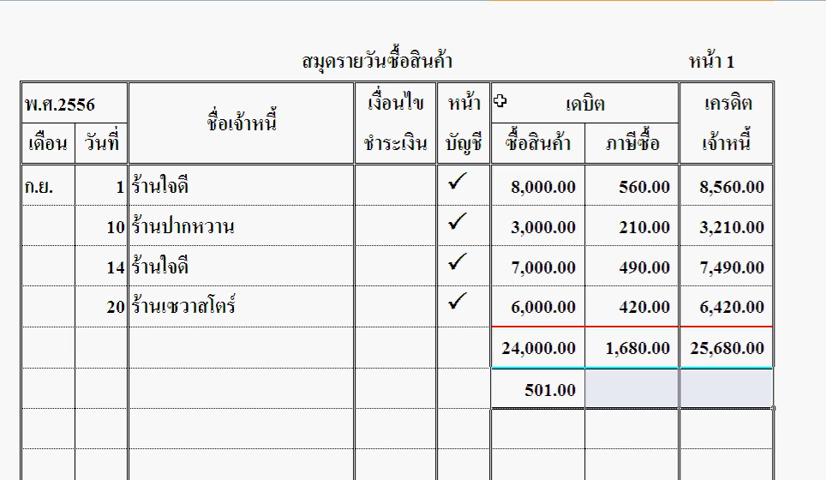 สมุดรายวันซื้อสินค้า หน้า 1
พ.ศ.2556 ชื่อเจ้าหนี้ เงื่อนไข หน้า เดบิต เครดิต
เดือน วันที่ ชำระเงิน บัญชี ซื้อสินค้า ภาษีซื้อ เจ้าหนี้
ก.ย. 1 ร้านใจดี ✓ 8,000.00 560.00 8,560.00
10 ร้านปากหวาน ✓ 3,000.00 210.00 3,210.00
14 ร้านใจดี ✓ 7,000.00 490.00 7,490.00
20 ร้านเซวาสโตร์ ✓ 6,000.00 420.00 6,420.00
24,000.00 1,680.00 25,680.00
501.00